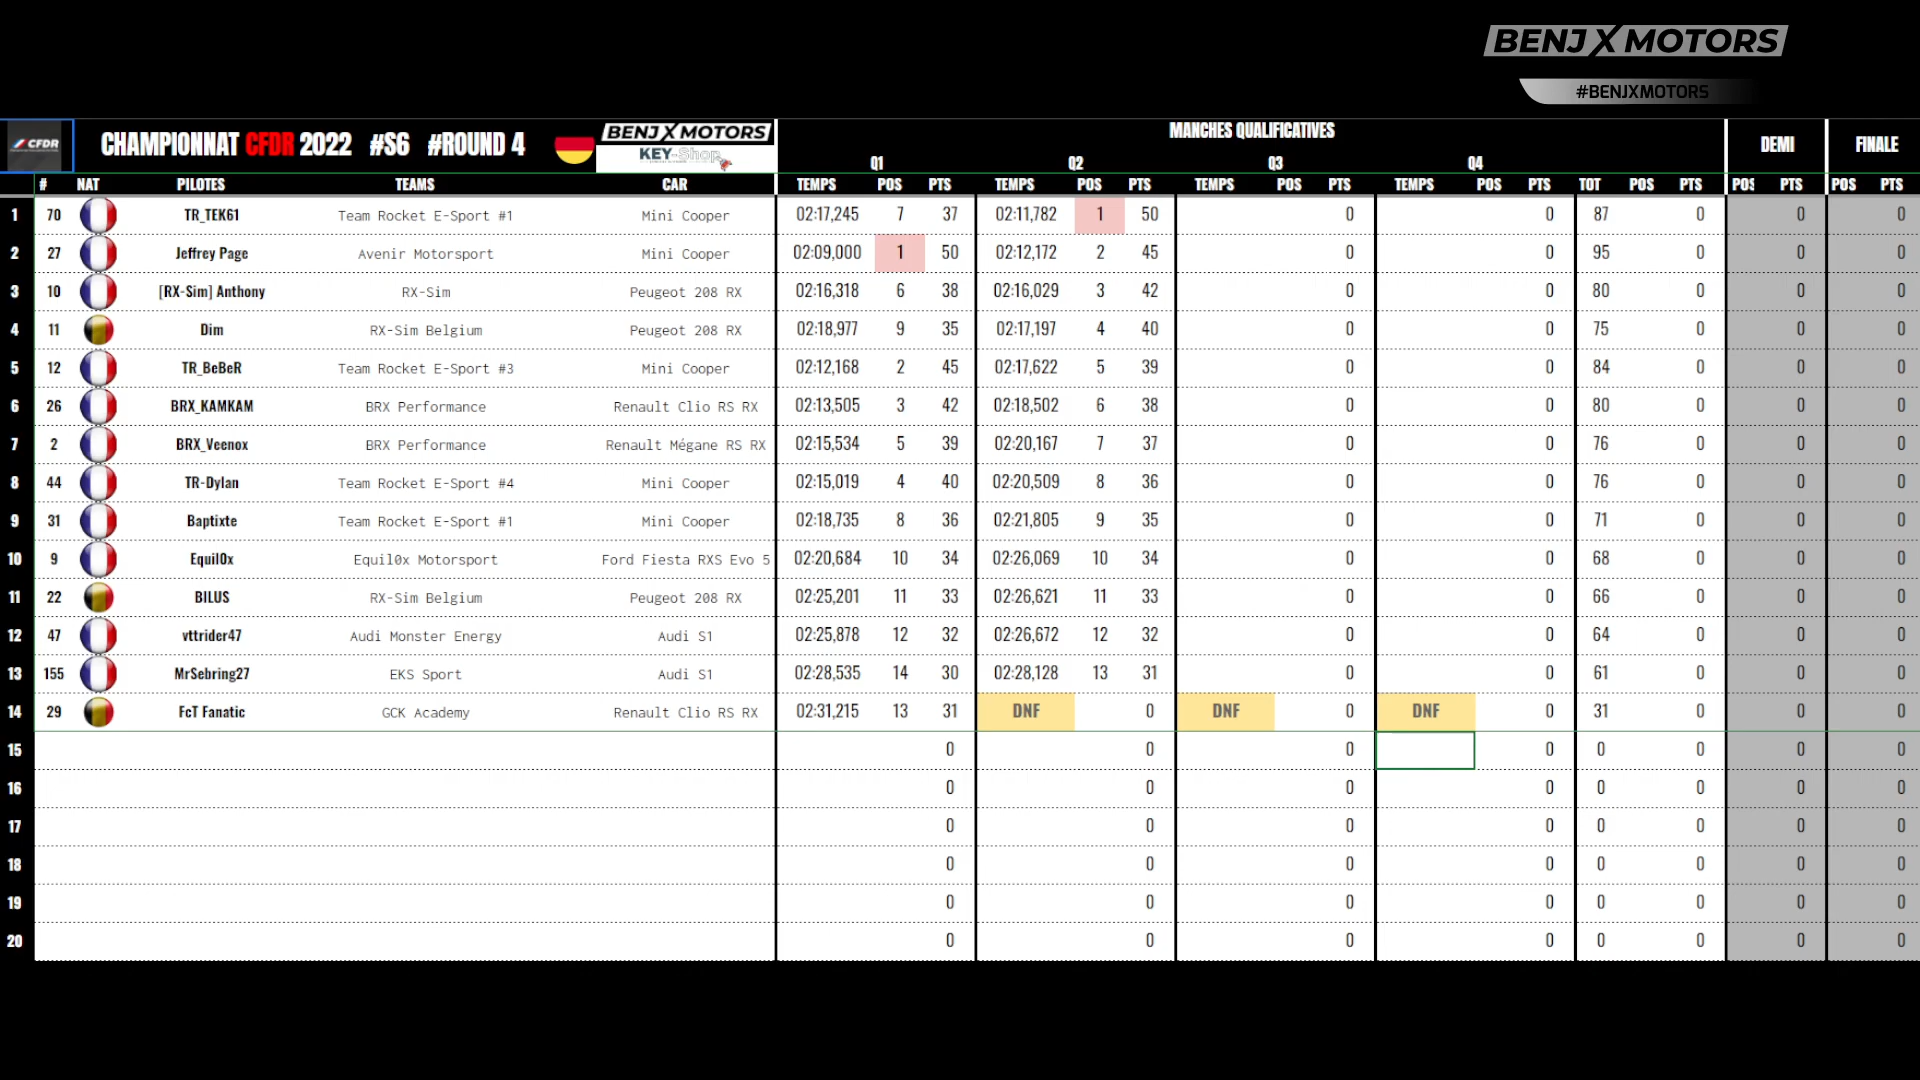 BENJ X MOTORS
#BENJXMOTORS
CFDR CHAMPIONNAT CFDR 2022 #S6 #ROUND 4 BENJ X MOTORS KEY-Shop MANCHES QUALIFICATIVES DEMI FINALE
Q1 Q2 Q3 Q4
# NAT PILOTES TEAMS CAR TEMPS POS PTS TEMPS POS PTS TEMPS POS PTS TEMPS POS PTS TOT POS PTS POS PTS POS PTS
1 70 TR_TEK61 Team Rocket E-Sport #1 Mini Cooper 02:17,245 7 37 02:11,782 1 50 0 0 87 0 0 0
2 27 Jeffrey Page Avenir Motorsport Mini Cooper 02:09,000 1 50 02:12,172 2 45 0 0 95 0 0 0
3 10 [RX-Sim] Anthony RX-Sim Peugeot 208 RX 02:16,318 6 38 02:16,029 3 42 0 0 80 0 0 0
4 11 Dim RX-Sim Belgium Peugeot 208 RX 02:18,977 9 35 02:17,197 4 40 0 0 75 0 0 0
5 12 TR_BeBeR Team Rocket E-Sport #3 Mini Cooper 02:12,168 2 45 02:17,622 5 39 0 0 84 0 0 0
6 26 BRX_KAMKAM BRX Performance Renault Clio RS RX 02:13,505 3 42 02:18,502 6 38 0 0 80 0 0 0
7 2 BRX_Veenox BRX Performance Renault Mégane RS RX 02:15,534 5 39 02:20,167 7 37 0 0 76 0 0 0
8 44 TR-Dylan Team Rocket E-Sport #4 Mini Cooper 02:15,019 4 40 02:20,509 8 36 0 0 76 0 0 0
9 31 Baptixte Team Rocket E-Sport #1 Mini Cooper 02:18,735 8 36 02:21,805 9 35 0 0 71 0 0 0
10 9 Equil0x Equil0x Motorsport Ford Fiesta RXS Evo 5 02:20,684 10 34 02:26,069 10 34 0 0 68 0 0 0
11 22 BILUS RX-Sim Belgium Peugeot 208 RX 02:25,201 11 33 02:26,621 11 33 0 0 66 0 0 0
12 47 vttrider47 Audi Monster Energy Audi S1 02:25,878 12 32 02:26,672 12 32 0 0 64 0 0 0
13 155 MrSebring27 EKS Sport Audi S1 02:28,535 14 30 02:28,128 13 31 0 0 61 0 0 0
14 29 FcT Fanatic GCK Academy Renault Clio RS RX 02:31,215 13 31 DNF 0 DNF 0 DNF 0 31 0 0 0
15 0 0 0 0 0 0 0 0
16 0 0 0 0 0 0 0 0
17 0 0 0 0 0 0 0 0
18 0 0 0 0 0 0 0 0
19 0 0 0 0 0 0 0 0
20 0 0 0 0 0 0 0 0